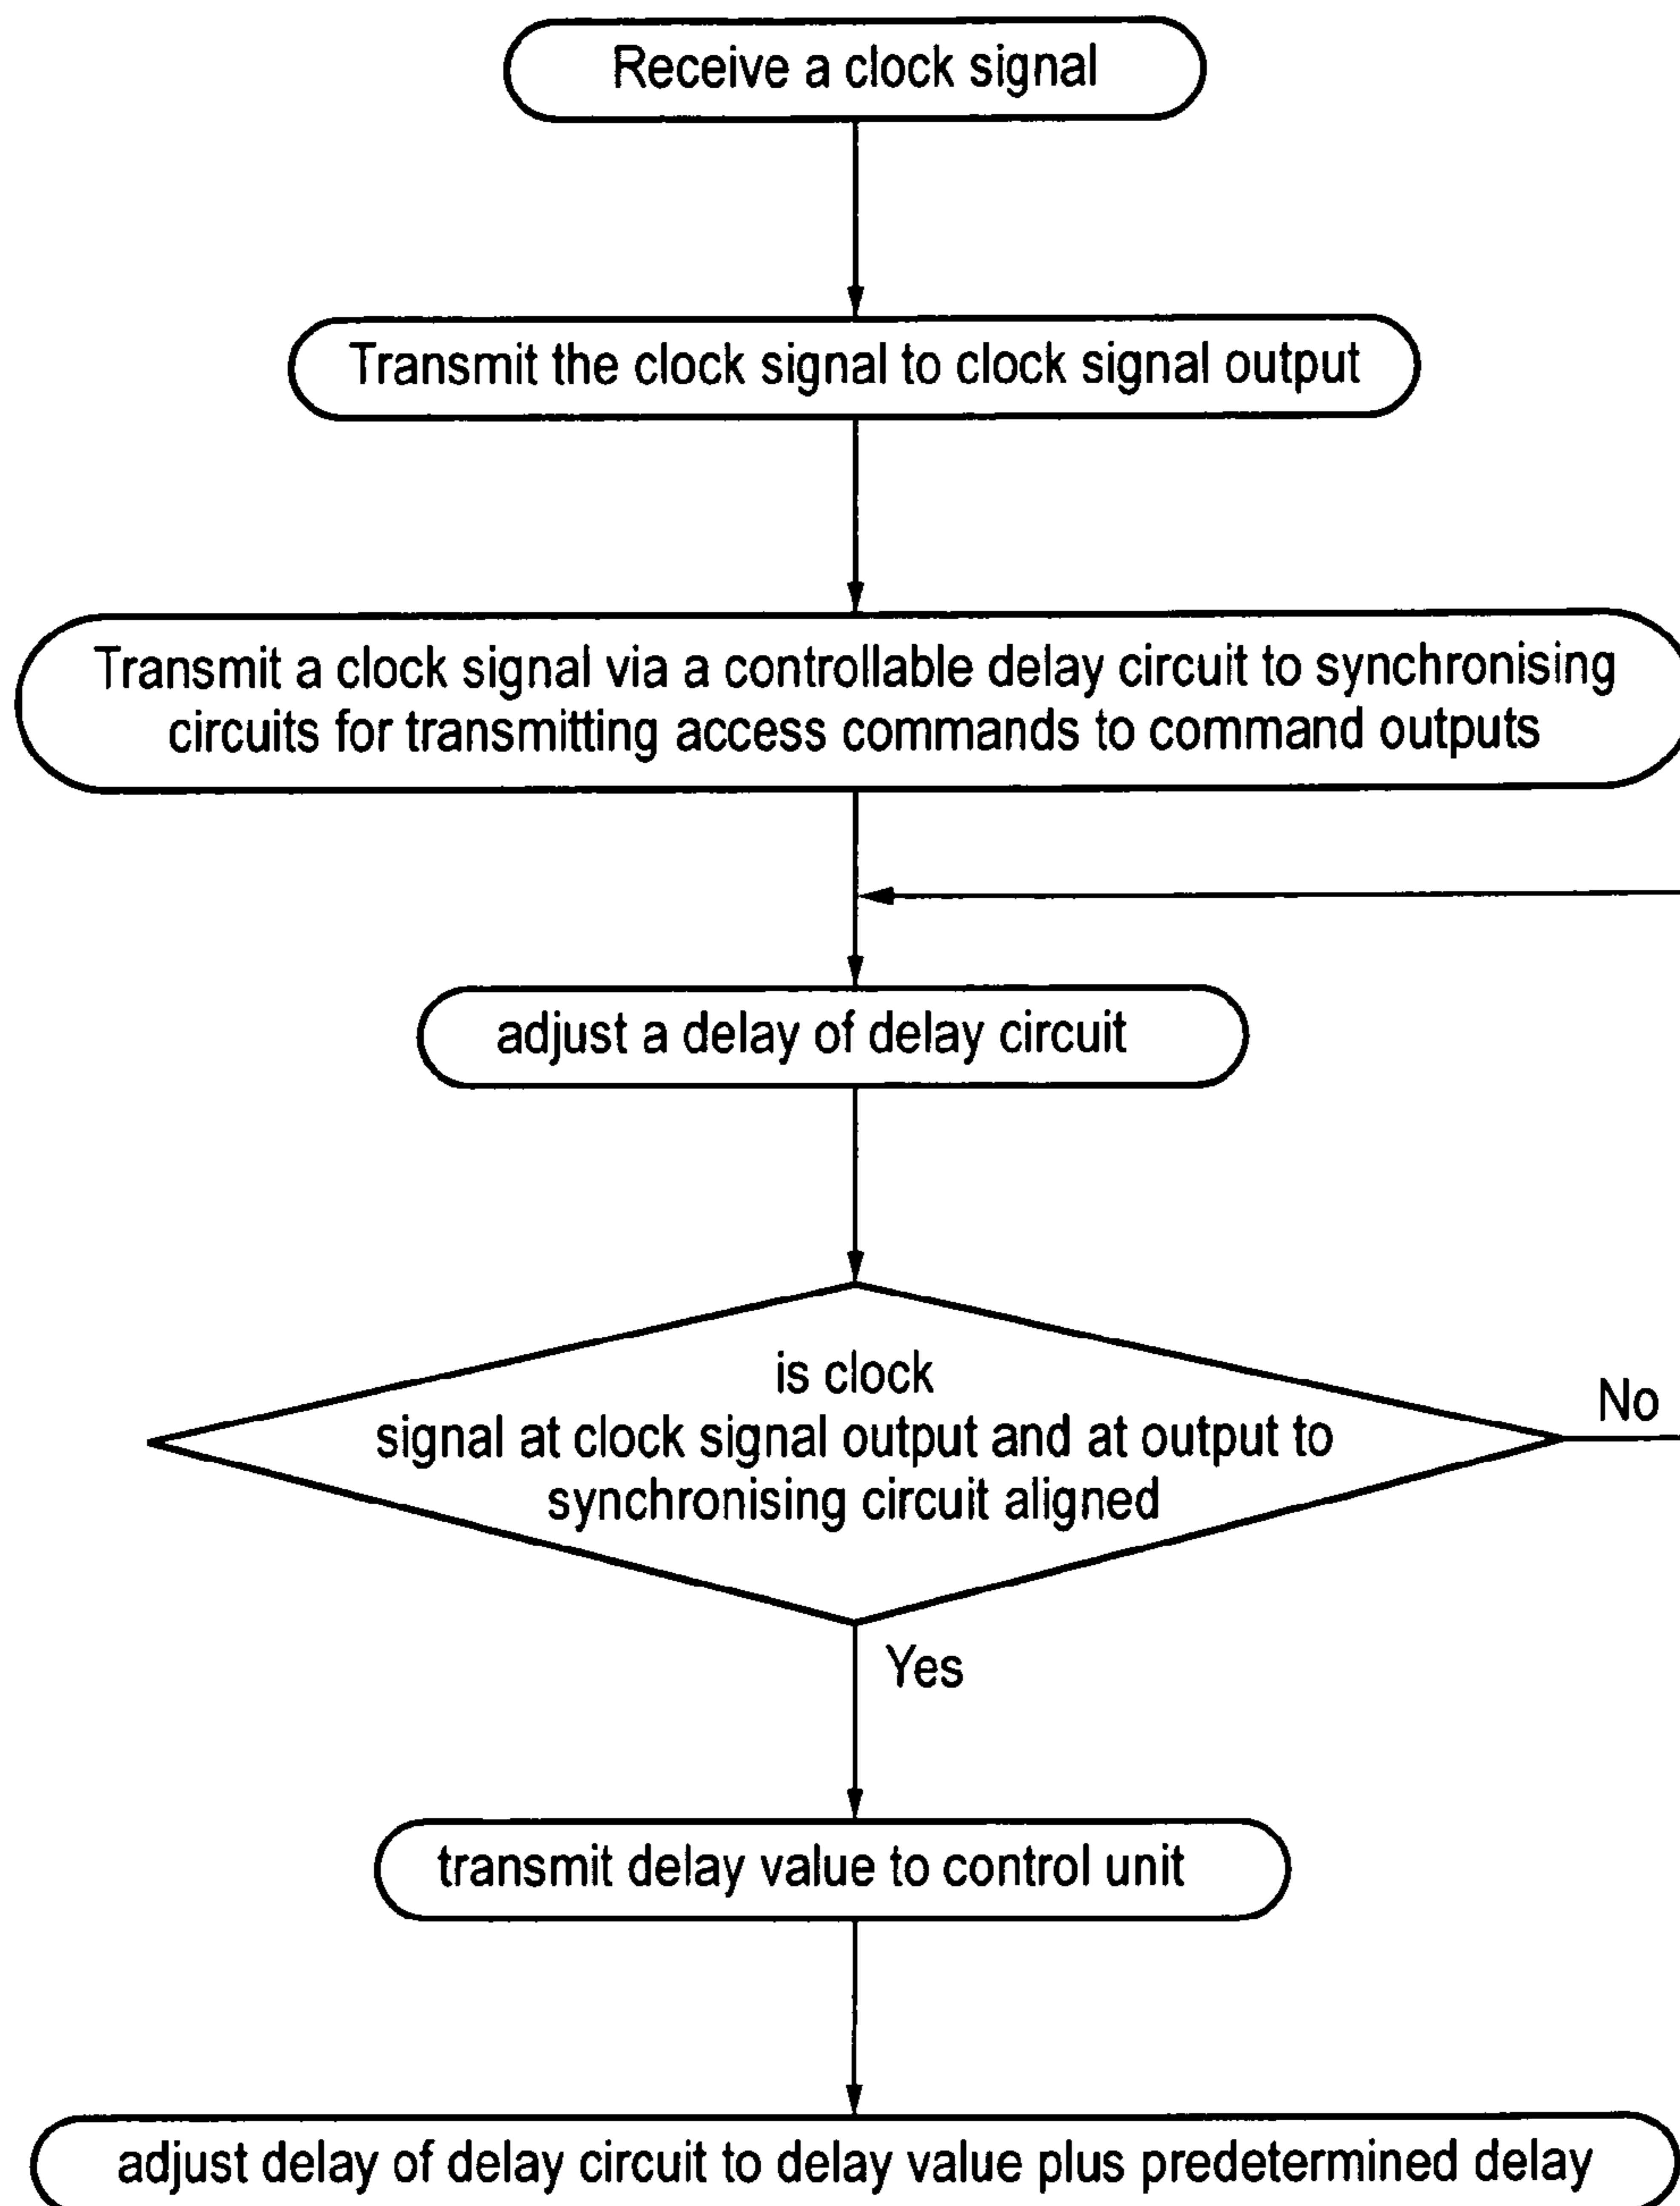 Receive a clock signal
Transmit the clock signal to clock signal output
Transmit a clock signal via a controllable delay circuit to synchronising
circuits for transmitting access commands to command outputs
adjust a delay of delay circuit
is clock
signal at clock signal output and at output to
synchronising circuit aligned
No
Yes
transmit delay value to control unit
adjust delay of delay circuit to delay value plus predetermined delay